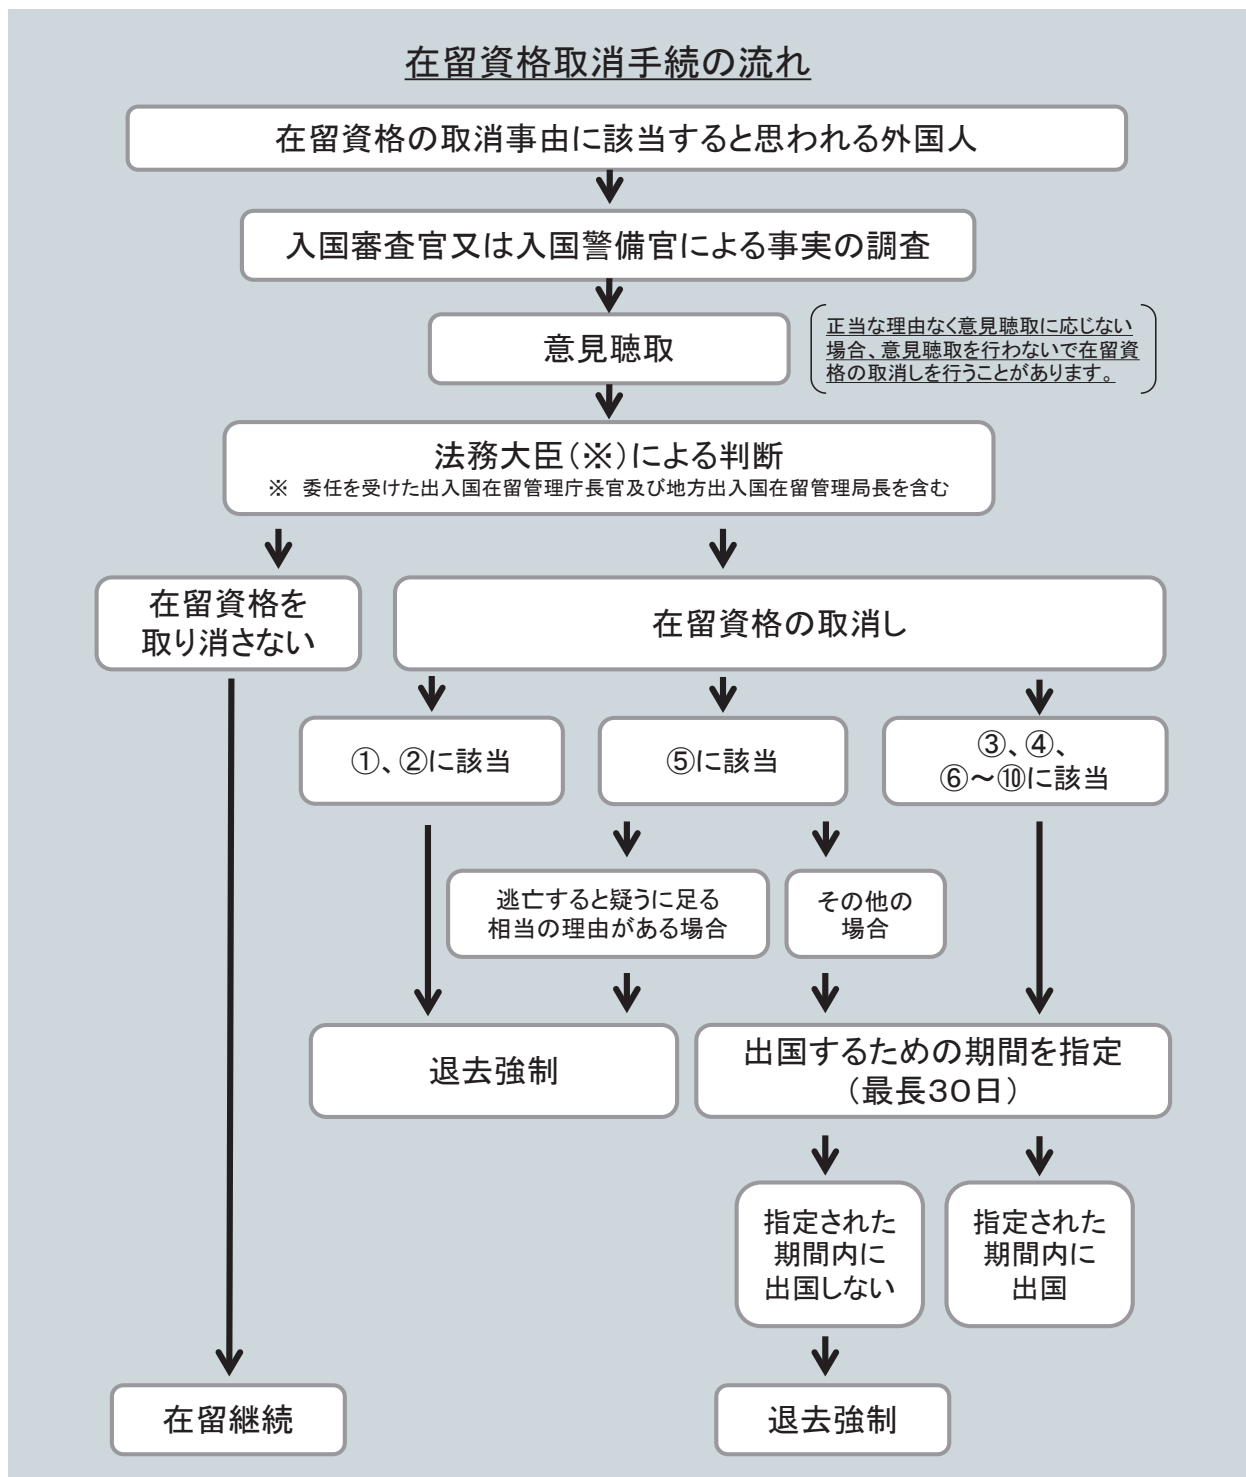 在留資格取消手続の流れ
在留資格の取消事由に該当すると思われる外国人
入国審査官又は入国警備官による事実の調査
意見聴取
正当な理由なく意見聴取に応じない
場合、意見聴取を行わないで在留資
格の取消しを行うことがあります。
法務大臣（※）による判断
※　委任を受けた出入国在留管理庁長官及び地方出入国在留管理局長を含む
在留資格を
取り消さない
在留資格の取消し
①、②に該当
⑤に該当
③、④、
⑥～⑩に該当
逃亡すると疑うに足る
相当の理由がある場合
その他の
場合
退去強制
出国するための期間を指定
（最長３０日）
指定された
期間内に
出国しない
指定された
期間内に
出国
在留継続
退去強制